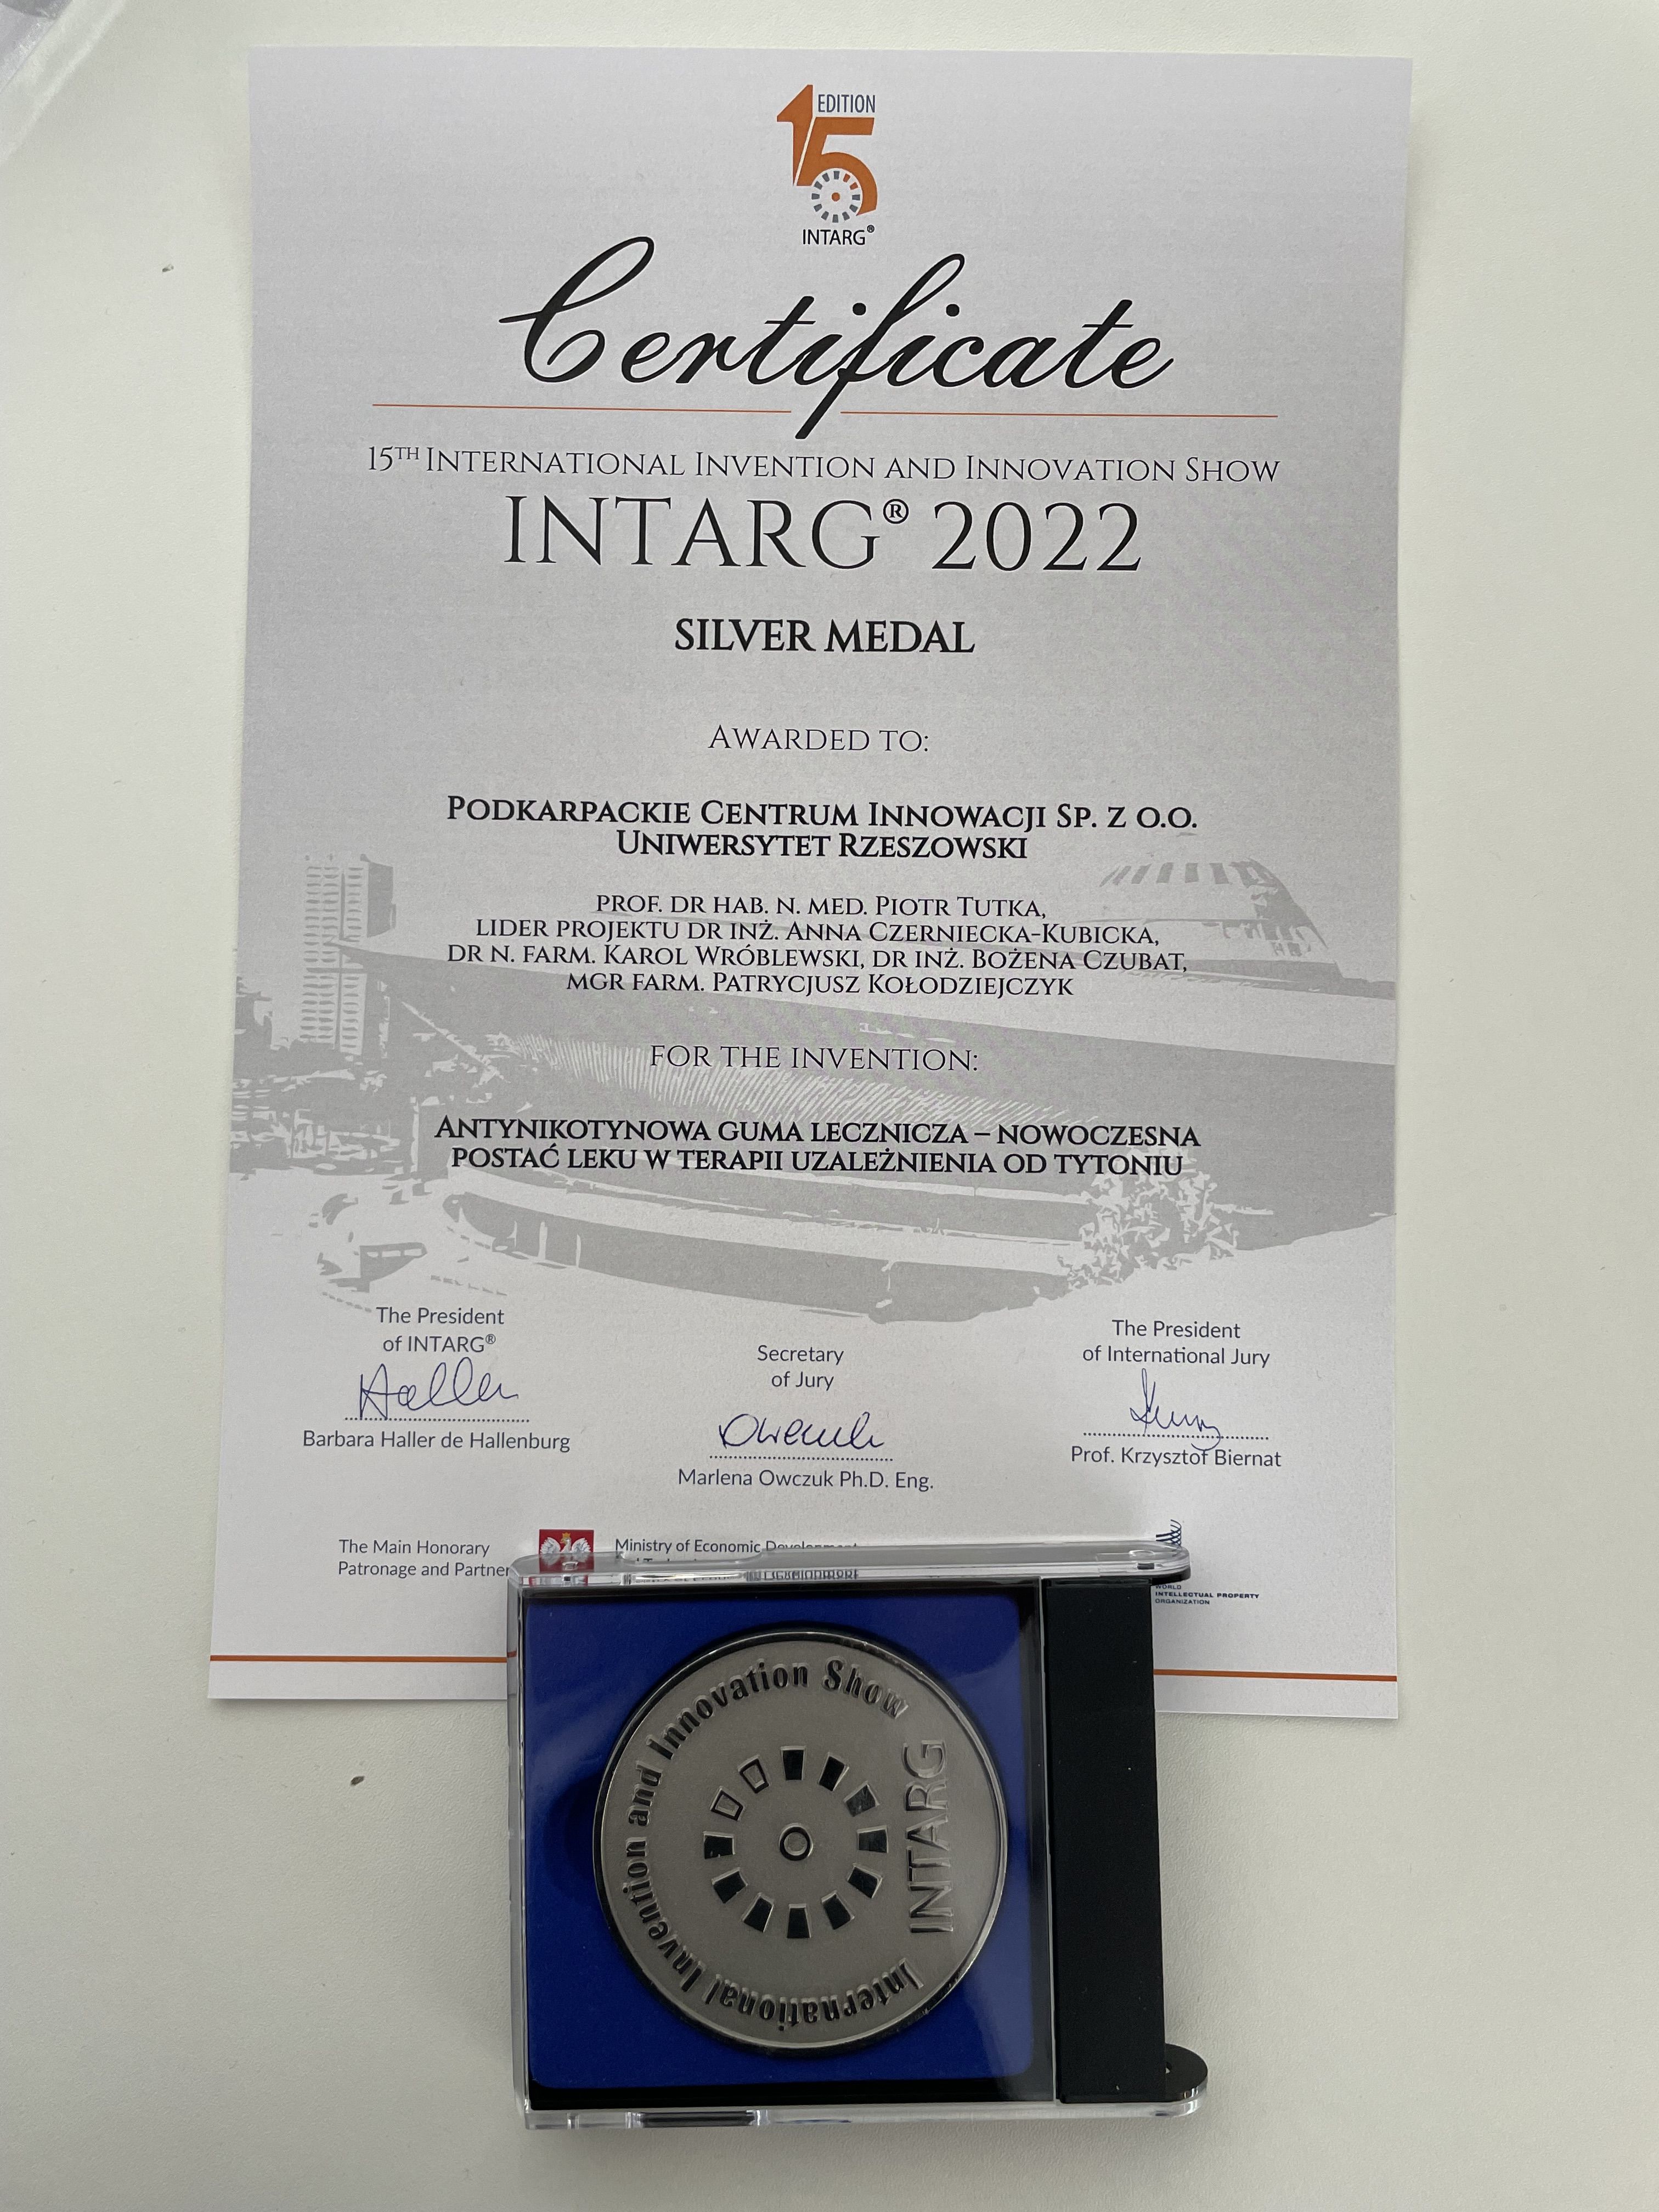 15 EDITION
INTARG®
Certificate
15TH INTERNATIONAL INVENTION AND INNOVATION SHOW
INTARG® 2022
SILVER MEDAL
AWARDED TO:
PODKARPACKIE CENTRUM INNOWACJI SP. Z O.O.
UNIWERSYTET RZESZOWSKI
PROF. DR HAB. N. MED. PIOTR TUTKA,
LIDER PROJEKTU DR INŻ. ANNA CZERNIECKA-KUBICKA,
DR N. FARM. KAROL WRÓBLEWSKI, DR INŻ. BOŻENA CZUBAT,
MGR FARM. PATRYCJUSZ KOŁODZIEJCZYK
FOR THE INVENTION:
ANTYNIKOTYNOWA GUMA LECZNICZA – NOWOCZESNA
POSTAĆ LEKU W TERAPII UZALEŻNIENIA OD TYTONIU
The President
of INTARG®
Haller
Barbara Haller de Hallenburg
Secretary
of Jury
Marlena Owczuk Ph.D. Eng.
The President
of International Jury
Prof. Krzysztof Biernat
The Main Honorary
Patronage and Partner
Ministry of Economic Development
WORLD
INTELLECTUAL PROPERTY
ORGANIZATION
International Invention and Innovation Show
INTARG